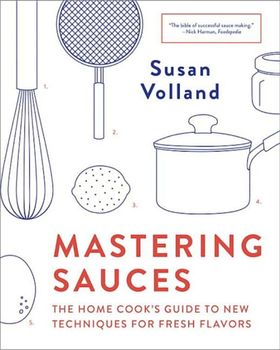 "The bible of successful sauce making."
—Nick Harman, Foodepedia
Susan
Volland
1.
2.
3.
4.
5.
MASTERING
SAUCES
THE HOME COOK'S GUIDE TO NEW
TECHNIQUES FOR FRESH FLAVORS